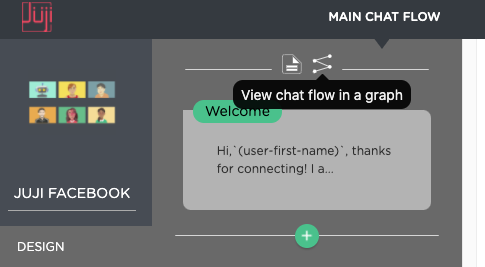 Juji
MAIN CHAT FLOW
View chat flow in a graph
Welcome
Hi,`(user-first-name)`, thanks
for connecting! I a...
JUJI FACEBOOK
DESIGN